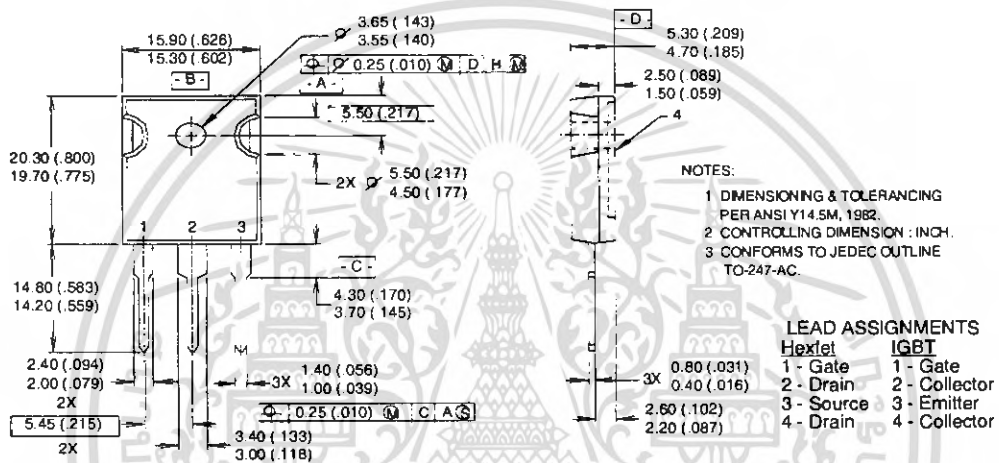 15.90 (.626)
15.30 (.602)
- B -
Ø 3.65 ( 143)
3.55 ( 140)
Ø 0.25 (.010) Ⓜ D H Ⓜ
- A -
5.50 (.217)
20.30 (.800)
19.70 (.775)
2X Ø 5.50 (.217)
4.50 (.177)
1 2 3
- C -
14.80 (.583)
14.20 (.559)
4.30 (.170)
3.70 ( 145)
2.40 (.094)
2.00 (.079)
2X
5.45 (.215)
2X
3X 1.40 (.056)
1.00 (.039)
0.25 (.010) Ⓜ C A Ⓢ
3.40 (.133)
3.00 (.118)
- D -
5.30 (.209)
4.70 (.185)
2.50 (.089)
1.50 (.059)
4
3X 0.80 (.031)
0.40 (.016)
2.60 (.102)
2.20 (.087)
NOTES:
1 DIMENSIONING & TOLERANCING
PER ANSI Y14.5M, 1982.
2 CONTROLLING DIMENSION : INCH.
3 CONFORMS TO JEDEC OUTLINE
TO-247-AC.
LEAD ASSIGNMENTS
Hexfet IGBT
1 - Gate 1 - Gate
2 - Drain 2 - Collector
3 - Source 3 - Emitter
4 - Drain 4 - Collector